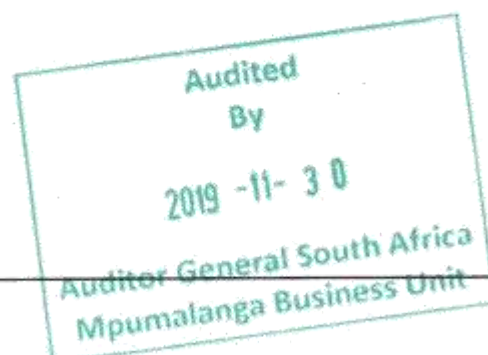 Audited
By
2019 -11- 30
Auditor General South Africa
Mpumalanga Business Unit